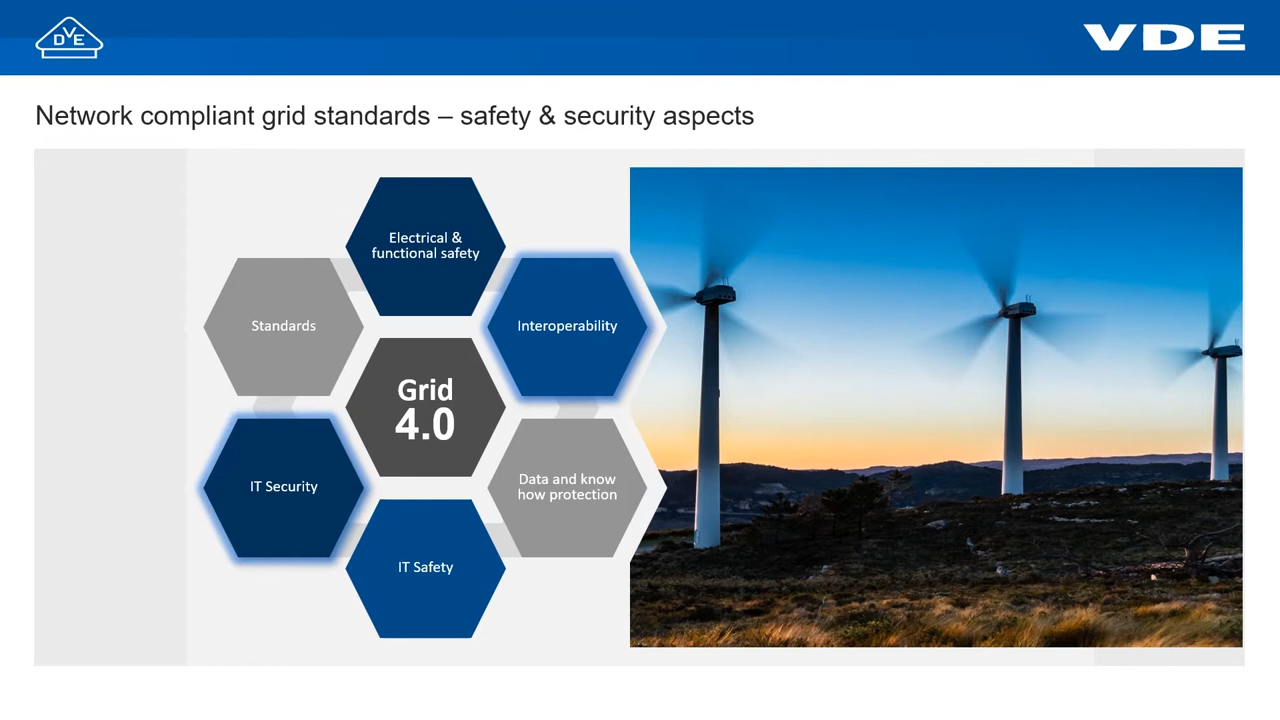 DVE
VDE
Network compliant grid standards – safety & security aspects
Electrical &
functional safety
Standards
Interoperability
Grid
4.0
IT Security
Data and know
how protection
IT Safety